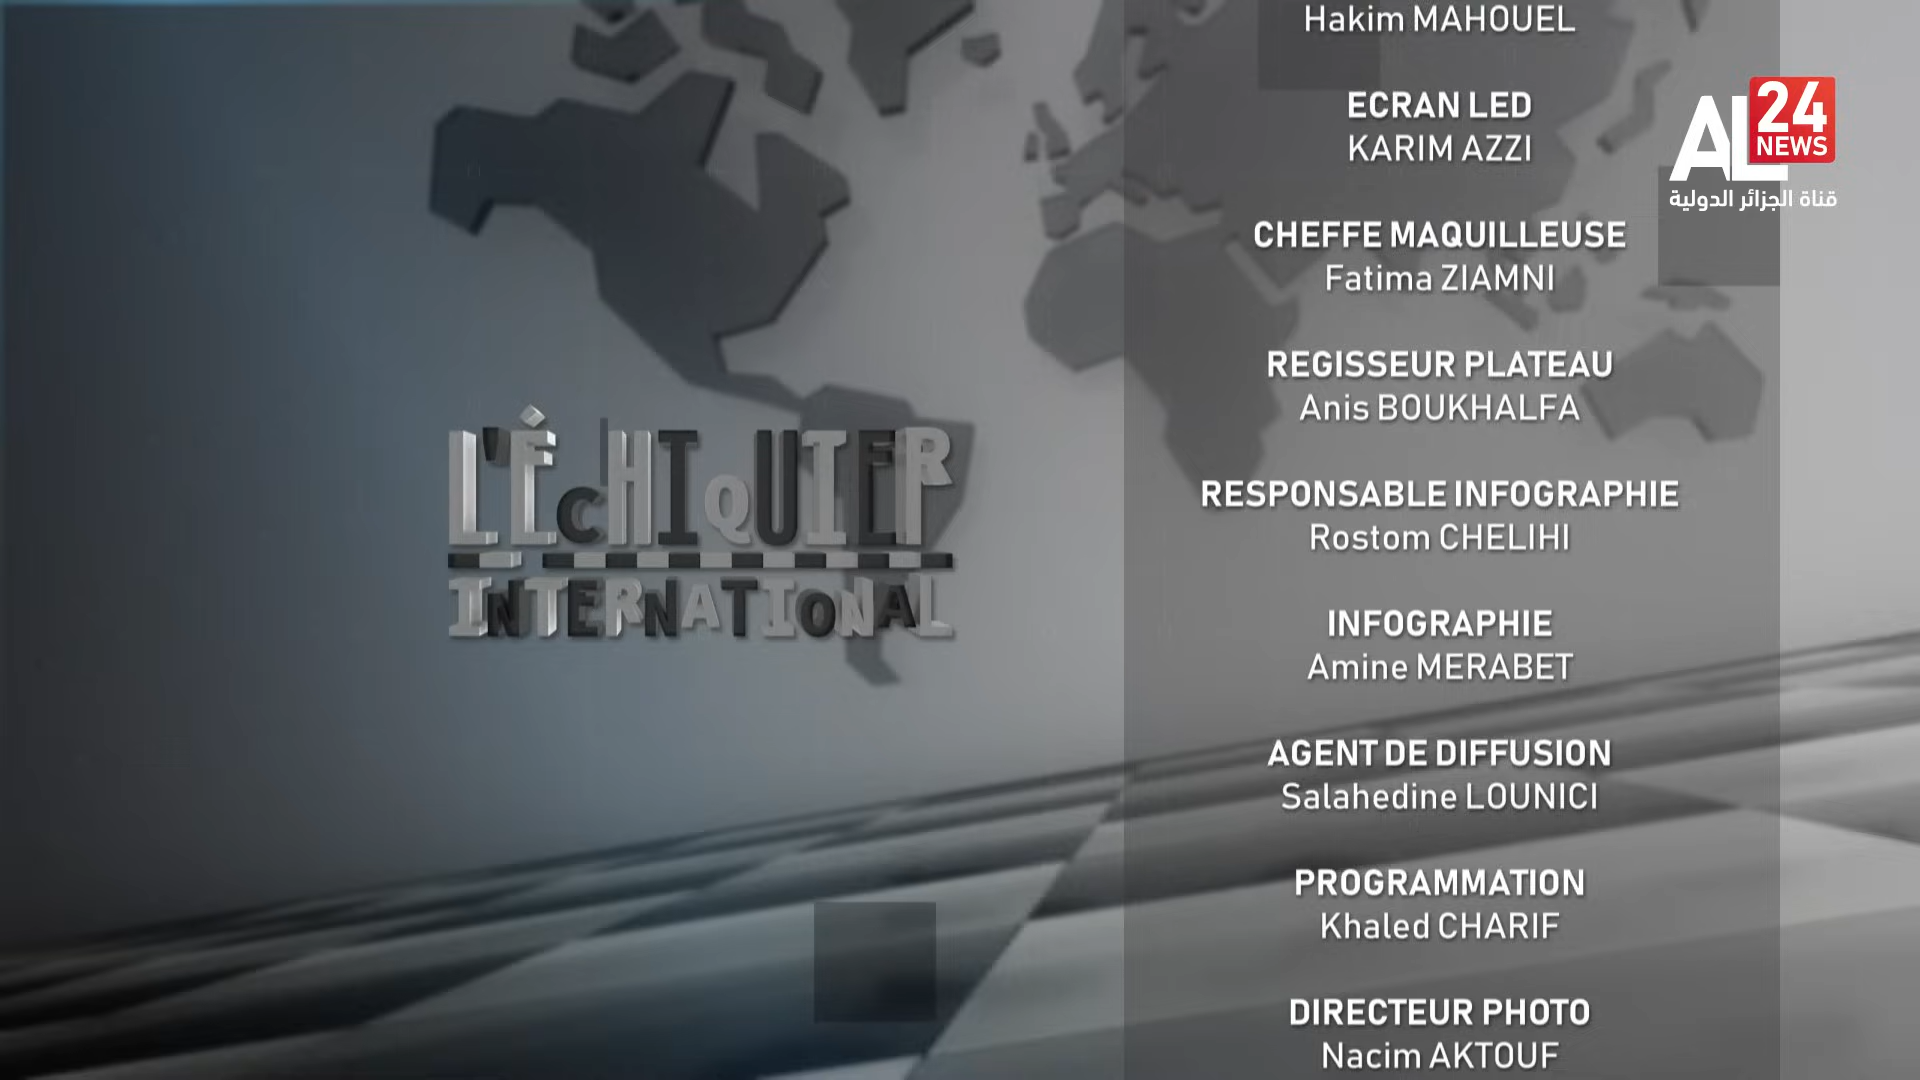 Hakim MAHOUEL
ECRAN LED
KARIM AZZI
CHEFFE MAQUILLEUSE
Fatima ZIAMNI
REGISSEUR PLATEAU
Anis BOUKHALFA
RESPONSABLE INFOGRAPHIE
Rostom CHELIHI
INFOGRAPHIE
Amine MERABET
AGENT DE DIFFUSION
Salahedine LOUNICI
PROGRAMMATION
Khaled CHARIF
DIRECTEUR PHOTO
Nacim AKTOUF
L'ÉCHIQUIER
INTERNATIONAL
AL 24
NEWS
قناة الجزائر الدولية